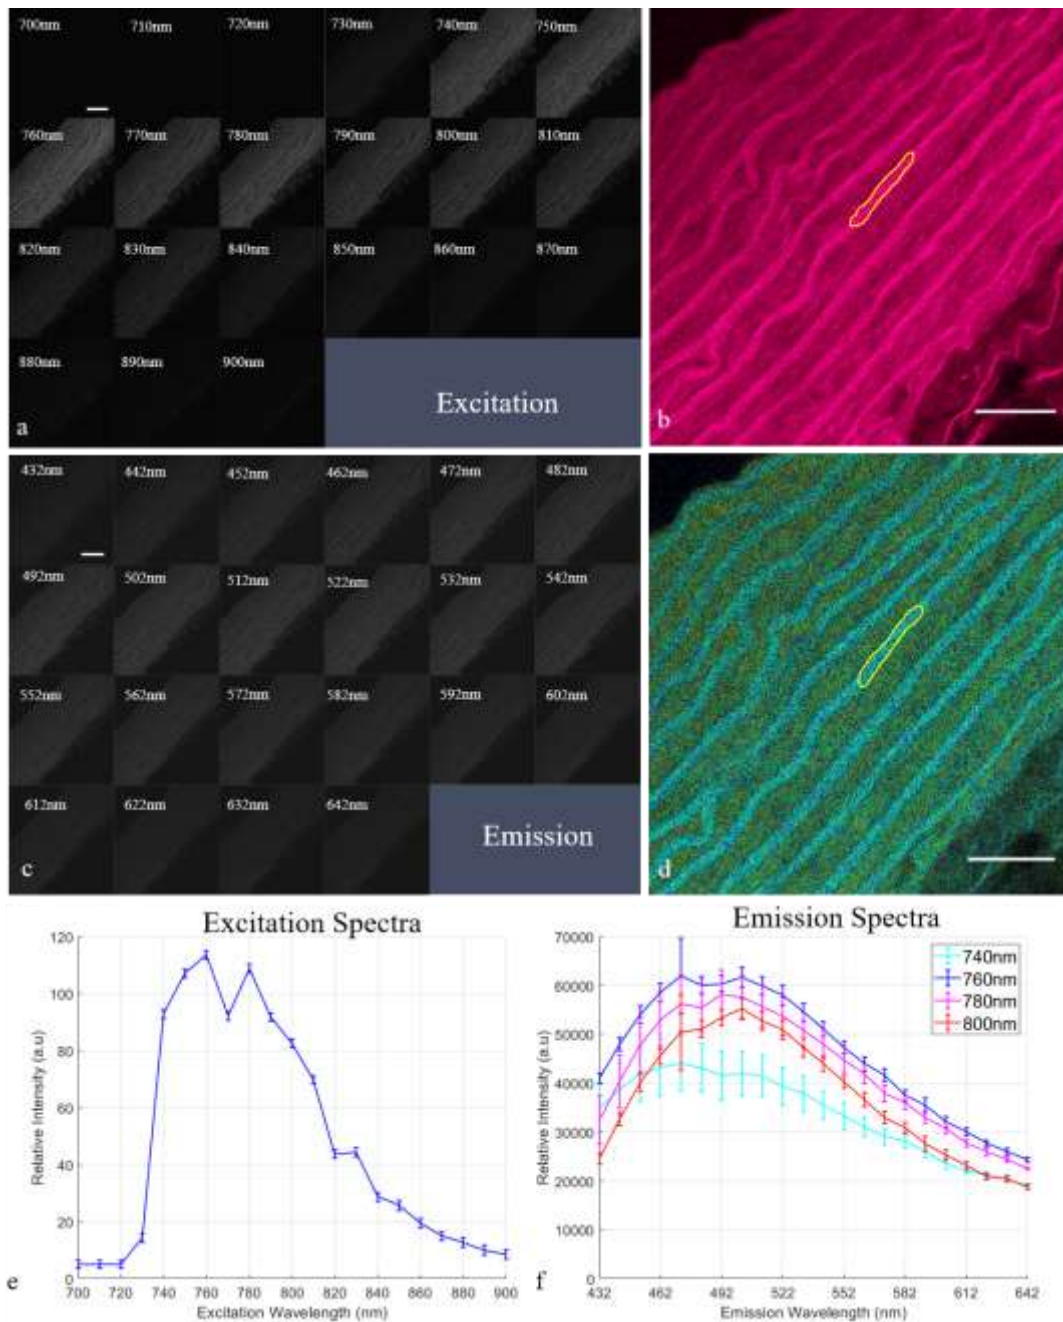 700nm 710nm 720nm 730nm 740nm 750nm
760nm 770nm 780nm 790nm 800nm 810nm
820nm 830nm 840nm 850nm 860nm 870nm
880nm 890nm 900nm
Excitation
a
b
432nm 442nm 452nm 462nm 472nm 482nm
492nm 502nm 512nm 522nm 532nm 542nm
552nm 562nm 572nm 582nm 592nm 602nm
612nm 622nm 632nm 642nm
Emission
c
d
Excitation Spectra
120
100
80
60
40
20
0
Relative Intensity (a.u)
700 720 740 760 780 800 820 840 860 880 900
Excitation Wavelength (nm)
e
Emission Spectra
70000
60000
50000
40000
30000
20000
10000
0
Relative Intensity (a.u)
740nm
760nm
780nm
800nm
432 462 492 522 552 582 612 642
Emission Wavelength (nm)
f